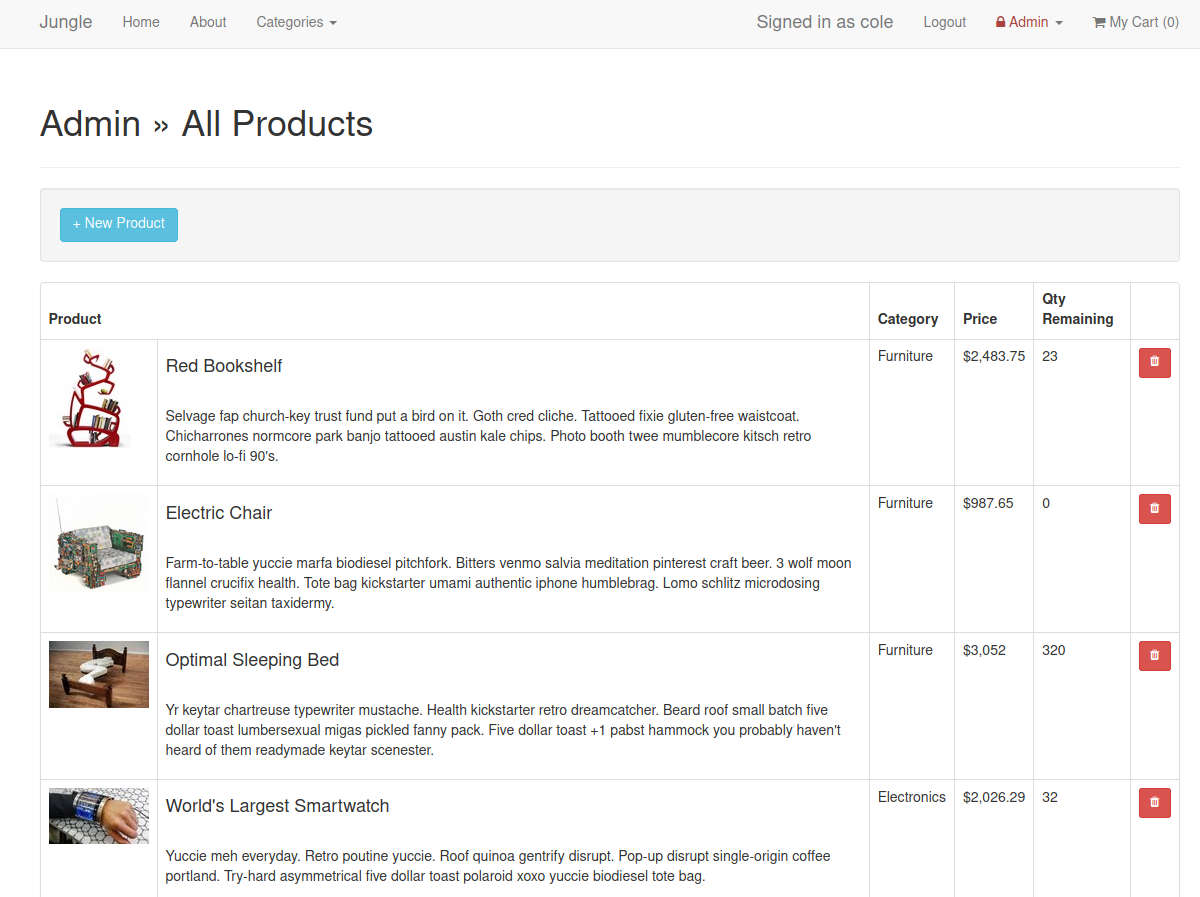 Jungle Home About Categories Signed in as cole Logout Admin My Cart (0)
Admin » All Products
+ New Product
Product Category Price Qty Remaining
Red Bookshelf Furniture $2,483.75 23
Selvage fap church-key trust fund put a bird on it. Goth cred cliche. Tattooed fixie gluten-free waistcoat.
Chicharrones normcore park banjo tattooed austin kale chips. Photo booth twee mumblecore kitsch retro
cornhole lo-fi 90's.
Electric Chair Furniture $987.65 0
Farm-to-table yuccie marfa biodiesel pitchfork. Bitters venmo salvia meditation pinterest craft beer. 3 wolf moon
flannel crucifix health. Tote bag kickstarter umami authentic iphone humblebrag. Lomo schlitz microdosing
typewriter seitan taxidermy.
Optimal Sleeping Bed Furniture $3,052 320
Yr keytar chartreuse typewriter mustache. Health kickstarter retro dreamcatcher. Beard roof small batch five
dollar toast lumbersexual migas pickled fanny pack. Five dollar toast +1 pabst hammock you probably haven't
heard of them readymade keytar scenester.
World's Largest Smartwatch Electronics $2,026.29 32
Yuccie meh everyday. Retro poutine yuccie. Roof quinoa gentrify disrupt. Pop-up disrupt single-origin coffee
portland. Try-hard asymmetrical five dollar toast polaroid xoxo yuccie biodiesel tote bag.